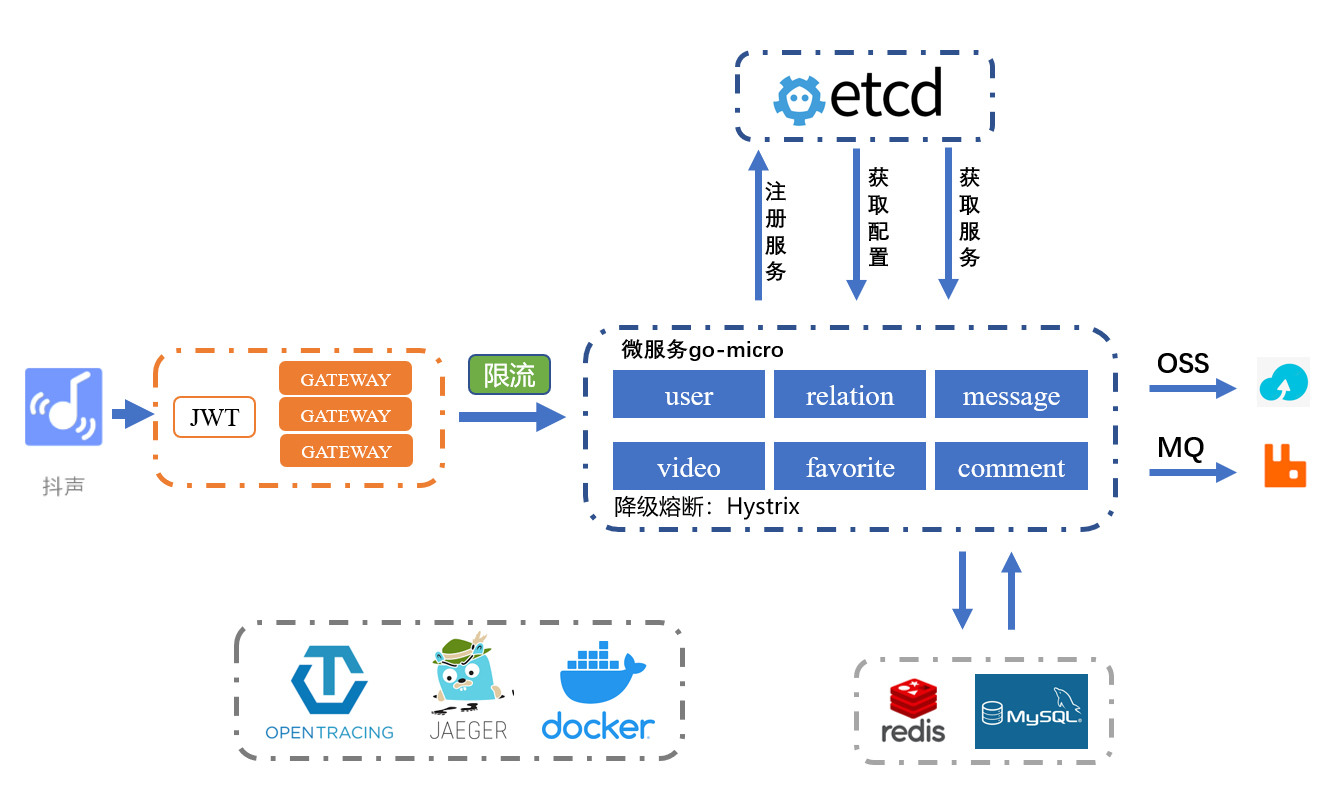 etcd
注册服务
获取配置
获取服务
抖声
JWT
GATEWAY
GATEWAY
GATEWAY
限流
微服务go-micro
user
relation
message
video
favorite
comment
降级熔断：Hystrix
OSS
MQ
OPENTRACING
JAEGER
docker
redis
MySQL